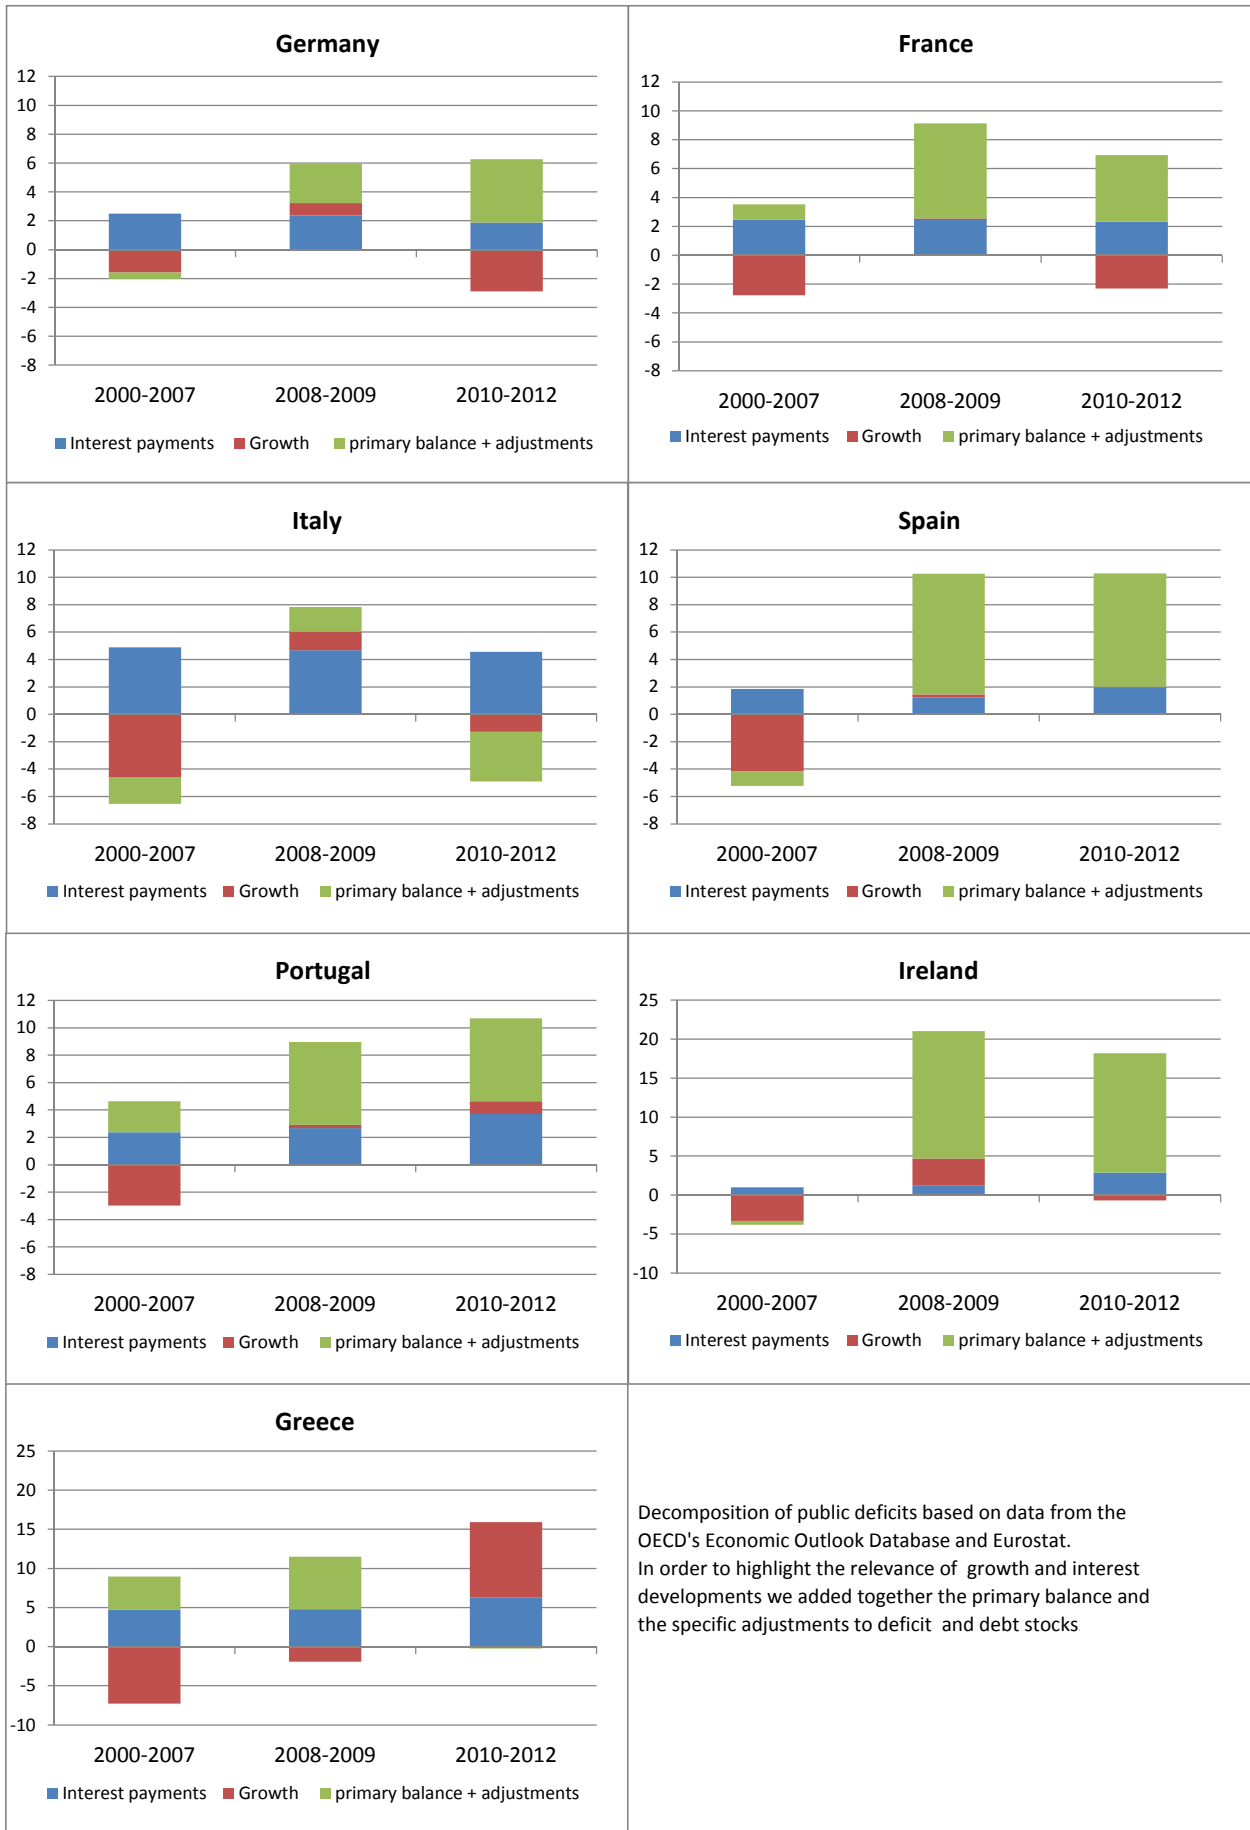 Germany
12
10
8
6
4
2
0
-2
-4
-6
-8
2000-2007 2008-2009 2010-2012
Interest payments Growth primary balance + adjustments
France
12
10
8
6
4
2
0
-2
-4
-6
-8
2000-2007 2008-2009 2010-2012
Interest payments Growth primary balance + adjustments
Italy
12
10
8
6
4
2
0
-2
-4
-6
-8
2000-2007 2008-2009 2010-2012
Interest payments Growth primary balance + adjustments
Spain
12
10
8
6
4
2
0
-2
-4
-6
-8
2000-2007 2008-2009 2010-2012
Interest payments Growth primary balance + adjustments
Portugal
12
10
8
6
4
2
0
-2
-4
-6
-8
2000-2007 2008-2009 2010-2012
Interest payments Growth primary balance + adjustments
Ireland
25
20
15
10
5
0
-5
-10
2000-2007 2008-2009 2010-2012
Interest payments Growth primary balance + adjustments
Greece
25
20
15
10
5
0
-5
-10
2000-2007 2008-2009 2010-2012
Interest payments Growth primary balance + adjustments
Decomposition of public deficits based on data from the
OECD's Economic Outlook Database and Eurostat.
In order to highlight the relevance of growth and interest
developments we added together the primary balance and
the specific adjustments to deficit and debt stocks